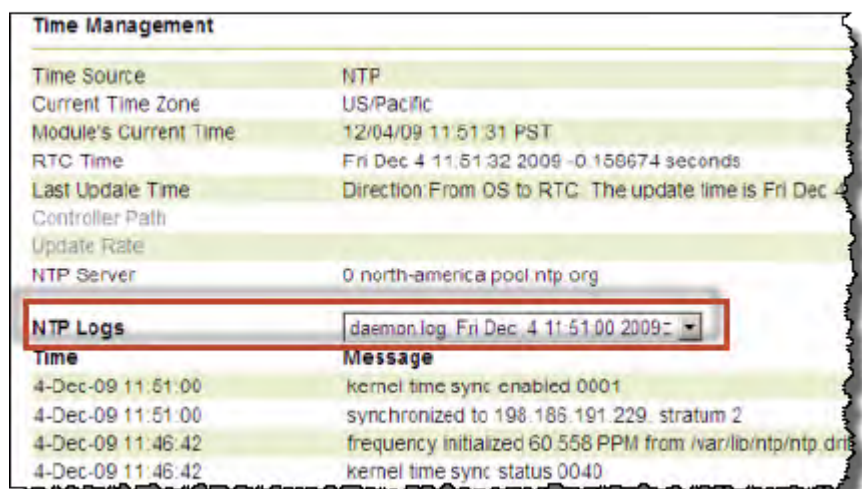 Time Management
Time Source NTP
Current Time Zone US/Pacific
Module's Current Time 12/04/09 11:51:31 PST
RTC Time Fri Dec 4 11:51:32 2009 -0.158674 seconds
Last Update Time Direction:From OS to RTC. The update time is Fri Dec 4
Controller Path
Update Rate
NTP Server 0.north-america.pool.ntp.org
NTP Logs daemon.log, Fri Dec 4 11:51:00 2009
Time Message
4-Dec-09 11:51:00 kernel time sync enabled 0001
4-Dec-09 11:51:00 synchronized to 198.186.191.229, stratum 2
4-Dec-09 11:46:42 frequency initialized 60.558 PPM from /var/lib/ntp/ntp.dri
4-Dec-09 11:46:42 kernel time sync status 0040